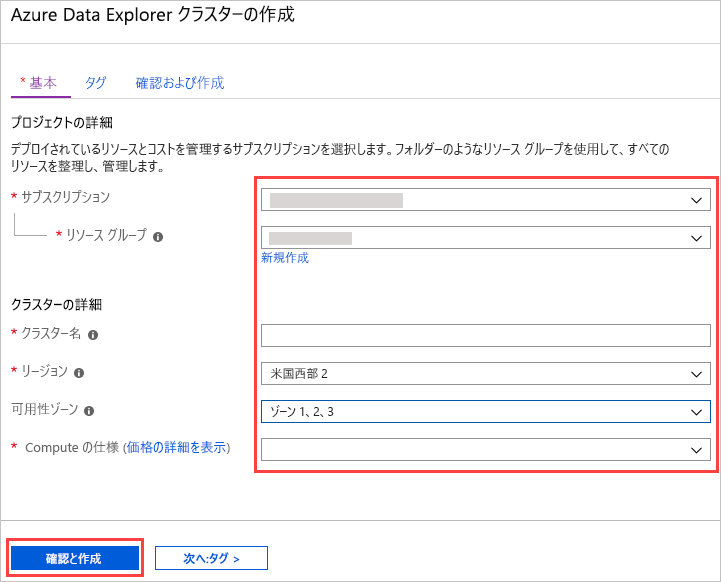 Azure Data Explorer クラスターの作成
* 基本 タグ 確認および作成
プロジェクトの詳細
デプロイされているリソースとコストを管理するサブスクリプションを選択します。フォルダーのようなリソース グループを使用して、すべての
リソースを整理し、管理します。
* サブスクリプション
* リソース グループ
新規作成
クラスターの詳細
* クラスター名
* リージョン 米国西部 2
可用性ゾーン ゾーン 1、2、3
* Compute の仕様 (価格の詳細を表示)
確認と作成 次へ:タグ >